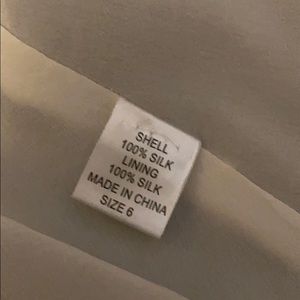 SHELL
100% SILK
LINING
100% SILK
MADE IN CHINA
SIZE 6